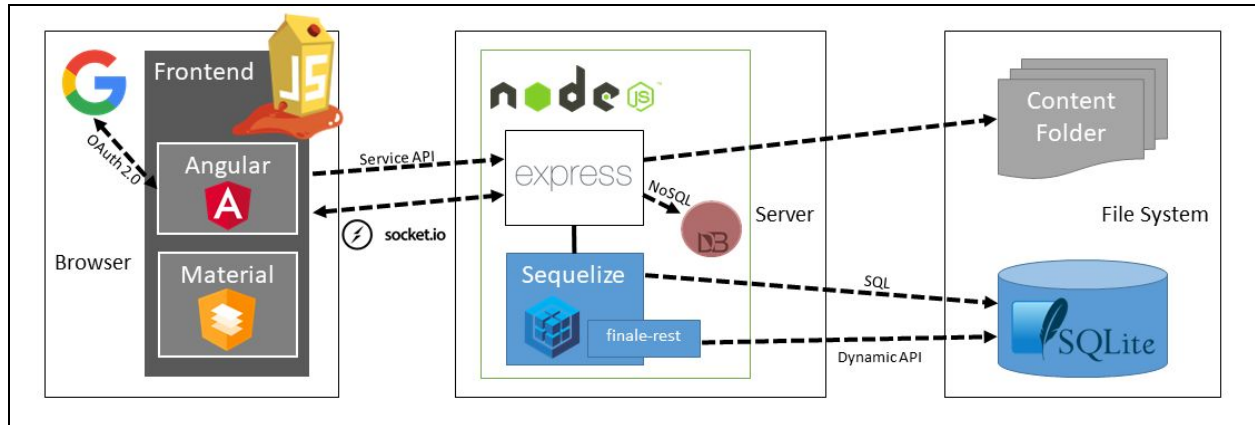 Frontend
JS
OAuth 2.0
Angular
A
Material
Browser
Service API
socket.io
node
JS
express
NoSQL
DB
Server
Sequelize
finale-rest
SQL
Dynamic API
Content
Folder
File System
SQLite